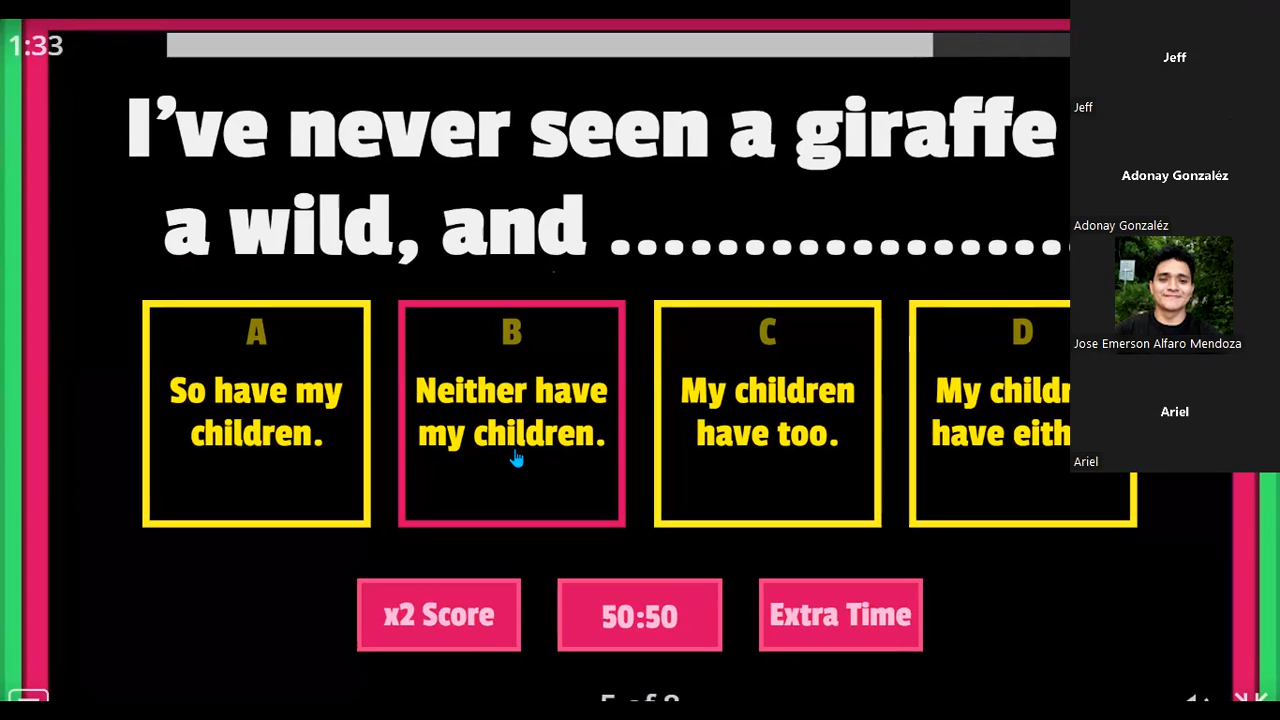 1:33
I've never seen a giraffe
a wild, and .................
A
So have my
children.
B
Neither have
my children.
C
My children
have too.
D
My
have
x2 Score
50:50
Extra Time
Jeff
Jeff
Adonay Gonzaléz
Adonay Gonzaléz
Jose Emerson Alfaro Mendoza
Ariel
Ariel